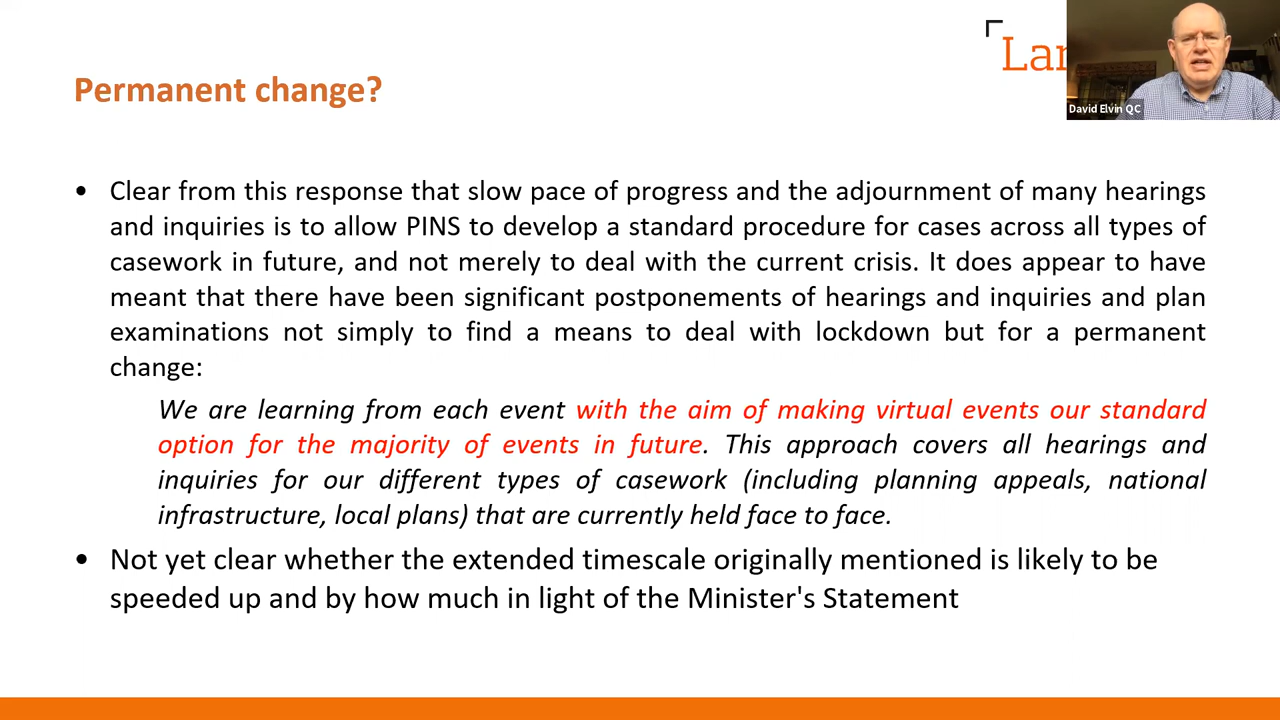 Permanent change?
Lan
David Elvin QC
• Clear from this response that slow pace of progress and the adjournment of many hearings
and inquiries is to allow PINS to develop a standard procedure for cases across all types of
casework in future, and not merely to deal with the current crisis. It does appear to have
meant that there have been significant postponements of hearings and inquiries and plan
examinations not simply to find a means to deal with lockdown but for a permanent
change:
We are learning from each event with the aim of making virtual events our standard
option for the majority of events in future. This approach covers all hearings and
inquiries for our different types of casework (including planning appeals, national
infrastructure, local plans) that are currently held face to face.
• Not yet clear whether the extended timescale originally mentioned is likely to be
speeded up and by how much in light of the Minister's Statement